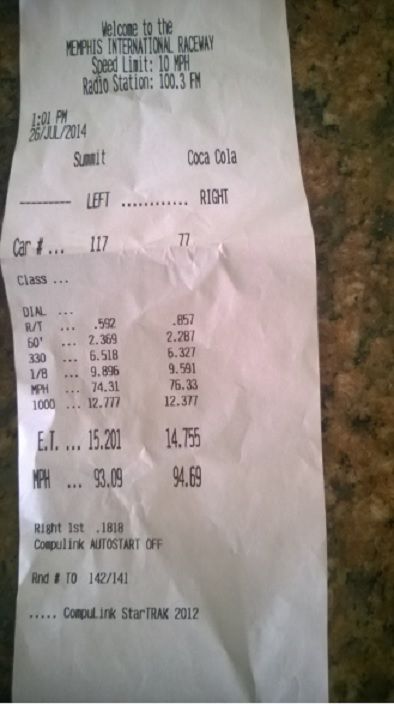 Welcome to the
MEMPHIS INTERNATIONAL RACEWAY
Speed Limit: 10 MPH
Radio Station: 100.3 FM
1:01 PM
26/JUL/2014
Summit Coca Cola
-------- LEFT ............ RIGHT
Car # ... 117 77
Class ...
DIAL ...
R/T ... .592 .857
60' ... 2.369 2.287
330 ... 6.518 6.327
1/8 ... 9.896 9.591
MPH ... 74.31 76.33
1000 ... 12.777 12.377
E.T. ... 15.201 14.755
MPH ... 93.09 94.69
Right 1st .1818
Compulink AUTOSTART OFF
Rnd # T0 142/141
..... CompuLink StarTRAK 2012